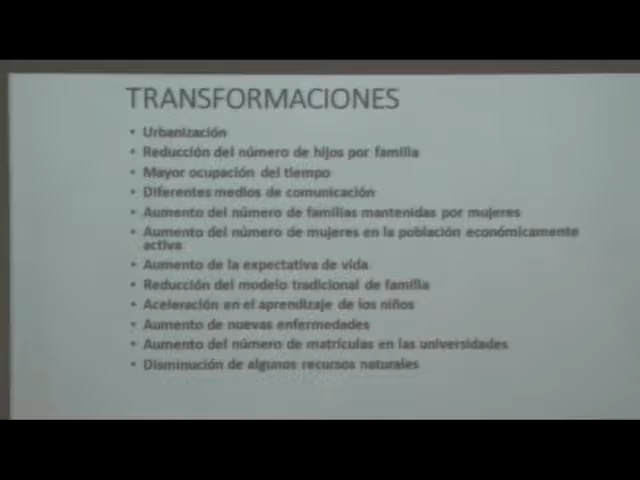 TRANSFORMACIONES
• Urbanización
• Reducción del número de hijos por familia
• Mayor ocupación del tiempo
• Diferentes medios de comunicación
• Aumento del número de familias mantenidas por mujeres
• Aumento del número de mujeres en la población económicamente
activa
• Aumento de la expectativa de vida
• Reducción del modelo tradicional de familia
• Aceleración en el aprendizaje de los niños
• Aumento de nuevas enfermedades
• Aumento del número de matrículas en las universidades
• Disminución de algunos recursos naturales